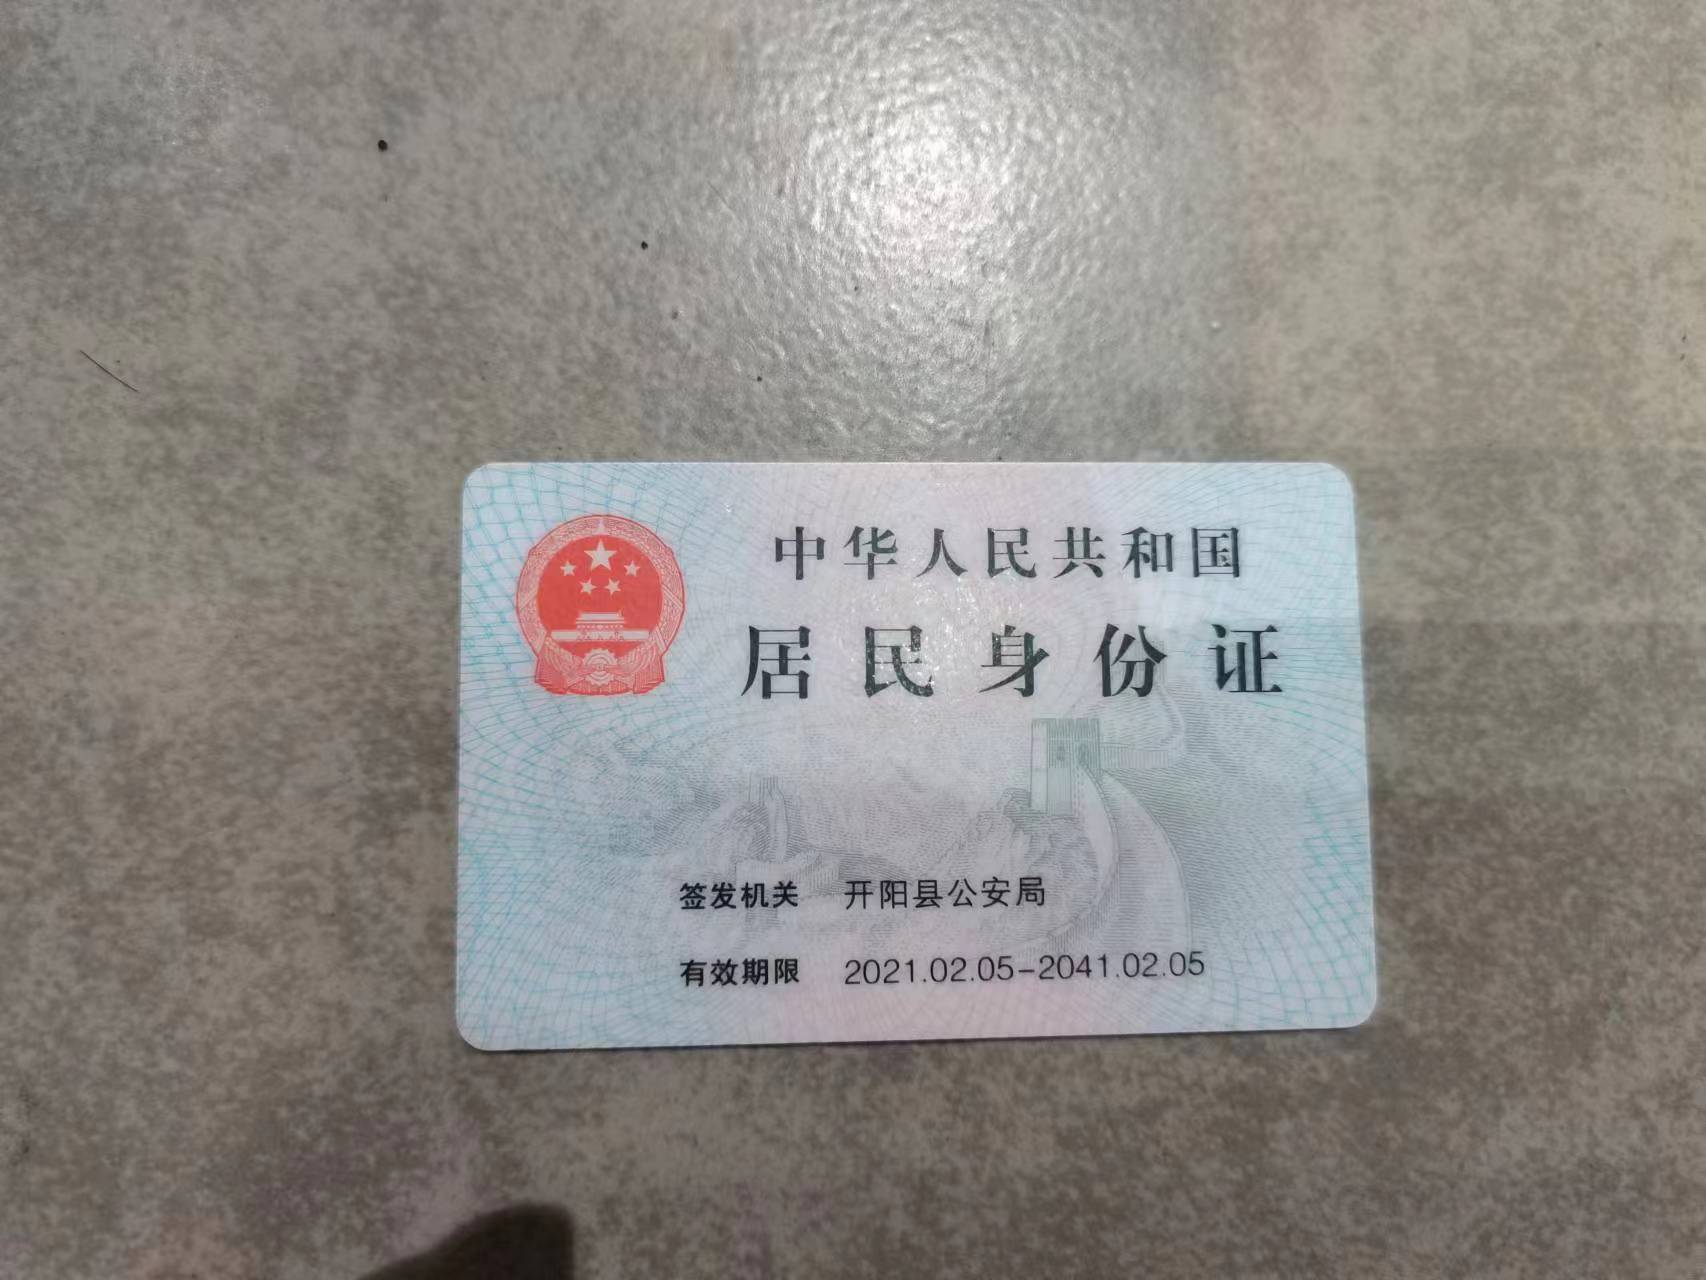 中华人民共和国
居民身份证
签发机关 开阳县公安局
有效期限 2021.02.05-2041.02.05